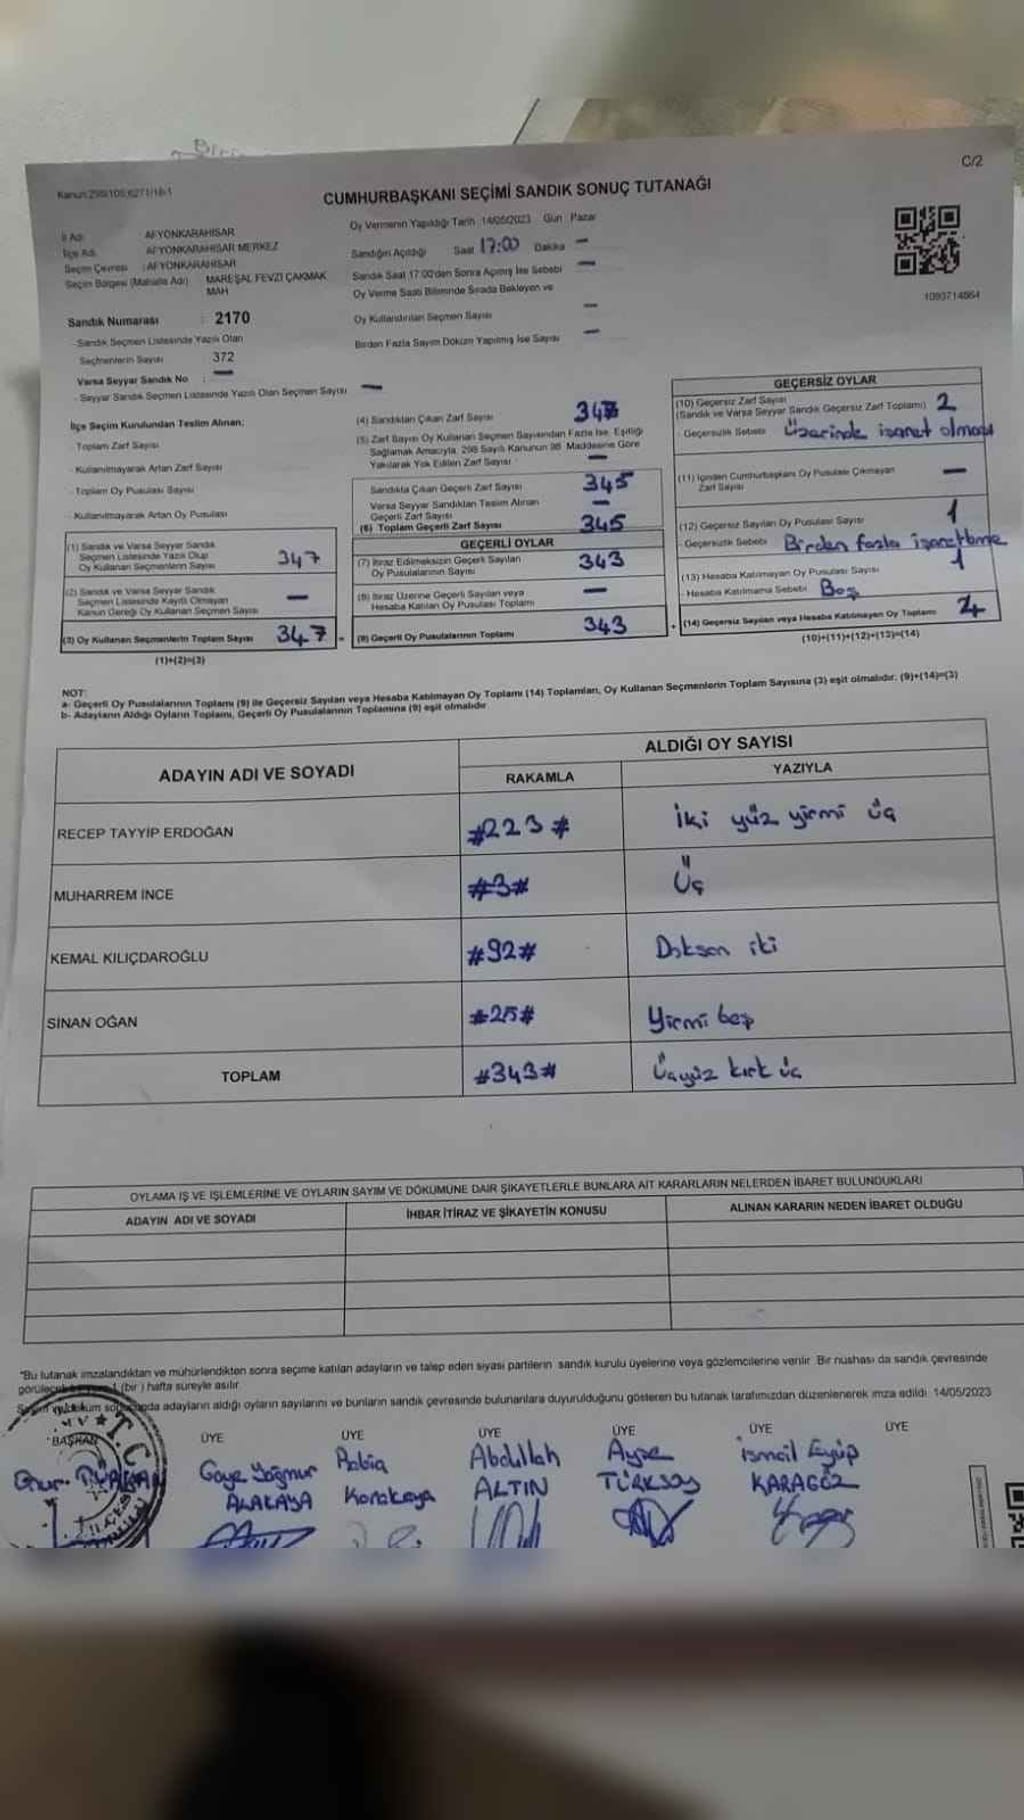 C/2
CUMHURBAŞKANI SEÇİMİ SANDIK SONUÇ TUTANAĞI
İl Adı AFYONKARAHİSAR
İlçe Adı AFYONKARAHİSAR MERKEZ
Seçim Çevresi : AFYONKARAHİSAR
Seçim Bölgesi (Mahalle Adı) MAREŞAL FEVZİ ÇAKMAK
MAH
Sandık Numarası : 2170
- Sandık Seçmen Listesinde Yazılı Olan
Seçmenlerin Sayısı 372
Varsa Seyyar Sandık No : —
- Seyyar Sandık Seçmen Listesinde Yazılı Olan Seçmen Sayısı —
Oy Vermenin Yapıldığı Tarih 14/05/2023 Gün Pazar
Sandığın Açıldığı Saat 17:00 Dakika —
Sandık Saat 17:00'den Sonra Açılmış İse Sebebi —
Oy Verme Saati Bitiminde Sırada Bekleyen ve
Oy Kullandırılan Seçmen Sayısı —
Birden Fazla Sayım Döküm Yapılmış İse Sayısı —
1093714864
İlçe Seçim Kurulundan Teslim Alınan;
- Toplam Zarf Sayısı
- Kullanılmayarak Artan Zarf Sayısı
- Toplam Oy Pusulası Sayısı
- Kullanılmayarak Artan Oy Pusulası
(1) Sandık ve Varsa Seyyar Sandık
Seçmen Listesinde Yazılı Olup
Oy Kullanan Seçmenlerin Sayısı 347
(2) Sandık ve Varsa Seyyar Sandık
Seçmen Listesinde Kayıtlı Olmayan
Kanun Gereği Oy Kullanan Seçmen Sayısı —
(3) Oy Kullanan Seçmenlerin Toplam Sayısı 347
(1)+(2)=(3)
(4) Sandıktan Çıkan Zarf Sayısı 347
(5) Zarf Sayısı Oy Kullanan Seçmen Sayısından Fazla İse, Eşitliği
Sağlamak Amacıyla, 298 Sayılı Kanunun 98. Maddesine Göre
Yakılarak Yok Edilen Zarf Sayısı —
Sandıkta Çıkan Geçerli Zarf Sayısı 345
Varsa Seyyar Sandıktan Teslim Alınan
Geçerli Zarf Sayısı —
(6) Toplam Geçerli Zarf Sayısı 345
GEÇERLİ OYLAR
(7) İtiraz Edilmeksizin Geçerli Sayılan
Oy Pusulalarının Sayısı 343
(8) İtiraz Üzerine Geçerli Sayılan veya
Hesaba Katılan Oy Pusulası Toplamı —
(9) Geçerli Oy Pusulalarının Toplamı 343
GEÇERSİZ OYLAR
(10) Geçersiz Zarf Sayısı
(Sandık ve Varsa Seyyar Sandık Geçersiz Zarf Toplamı) 2
- Geçersizlik Sebebi Üzerinde işaret olması
(11) İçinden Cumhurbaşkanı Oy Pusulası Çıkmayan
Zarf Sayısı —
(12) Geçersiz Sayılan Oy Pusulası Sayısı 1
- Geçersizlik Sebebi Birden fazla işaretleme
(13) Hesaba Katılmayan Oy Pusulası Sayısı 1
- Hesaba Katılmama Sebebi Boş
(14) Geçersiz Sayılan veya Hesaba Katılmayan Oy Toplamı 4
(10)+(11)+(12)+(13)=(14)
NOT:
a- Geçerli Oy Pusulalarının Toplamı (9) ile Geçersiz Sayılan veya Hesaba Katılmayan Oy Toplamı (14) Toplamları, Oy Kullanan Seçmenlerin Toplam Sayısına (3) eşit olmalıdır. (9)+(14)=(3)
b- Adayların Aldığı Oyların Toplamı, Geçerli Oy Pusulalarının Toplamına (9) eşit olmalıdır.
ADAYIN ADI VE SOYADI ALDIĞI OY SAYISI
RAKAMLA YAZIYLA
RECEP TAYYİP ERDOĞAN #223# İki yüz yirmi üç
MUHARREM İNCE #3# Üç
KEMAL KILIÇDAROĞLU #92# Doksan iki
SİNAN OĞAN #25# Yirmi beş
TOPLAM #343# Üçyüz kırk üç
OYLAMA İŞ VE İŞLEMLERİNE VE OYLARIN SAYIM VE DÖKÜMÜNE DAİR ŞİKAYETLERLE BUNLARA AİT KARARLARIN NELERDEN İBARET BULUNDUKLARI
ADAYIN ADI VE SOYADI İHBAR İTİRAZ VE ŞİKAYETİN KONUSU ALINAN KARARIN NEDEN İBARET OLDUĞU
*Bu tutanak imzalandıktan ve mühürlendikten sonra seçime katılan adayların ve talep eden siyasi partilerin sandık kurulu üyelerine veya gözlemcilerine verilir. Bir nüshası da sandık çevresinde
(bir) hafta süreyle asılır.
adayların aldığı oyların sayılarını ve bunların sandık çevresinde bulunanlara duyurulduğunu gösteren bu tutanak tarafımızdan düzenlenerek imza edildi. 14/05/2023
BAŞKAN ÜYE ÜYE ÜYE ÜYE ÜYE ÜYE
Onur Gaye Yağmur Rabia Abdullah Ayşe İsmail Eyüp
ALAKAYA Karakaya ALTIN TÜRKSOY KARAGÖZ
T.C.